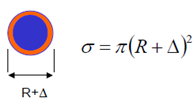 σ = π(R + Δ)²
R+Δ